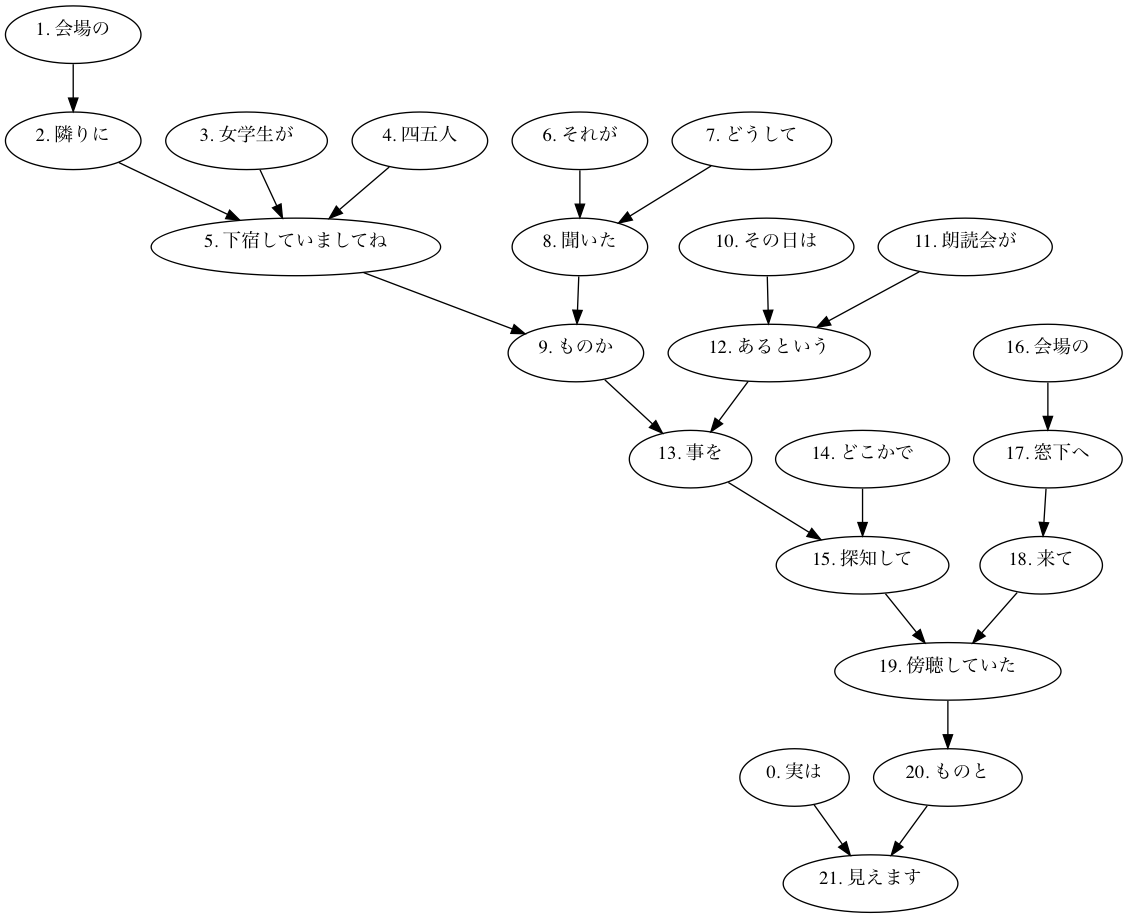 1. 会場の
2. 隣りに
3. 女学生が
4. 四五人
6. それが
7. どうして
5. 下宿していましてね
8. 聞いた
10. その日は
11. 朗読会が
9. ものか
12. あるという
16. 会場の
13. 事を
14. どこかで
17. 窓下へ
15. 探知して
18. 来て
19. 傍聴していた
0. 実は
20. ものと
21. 見えます